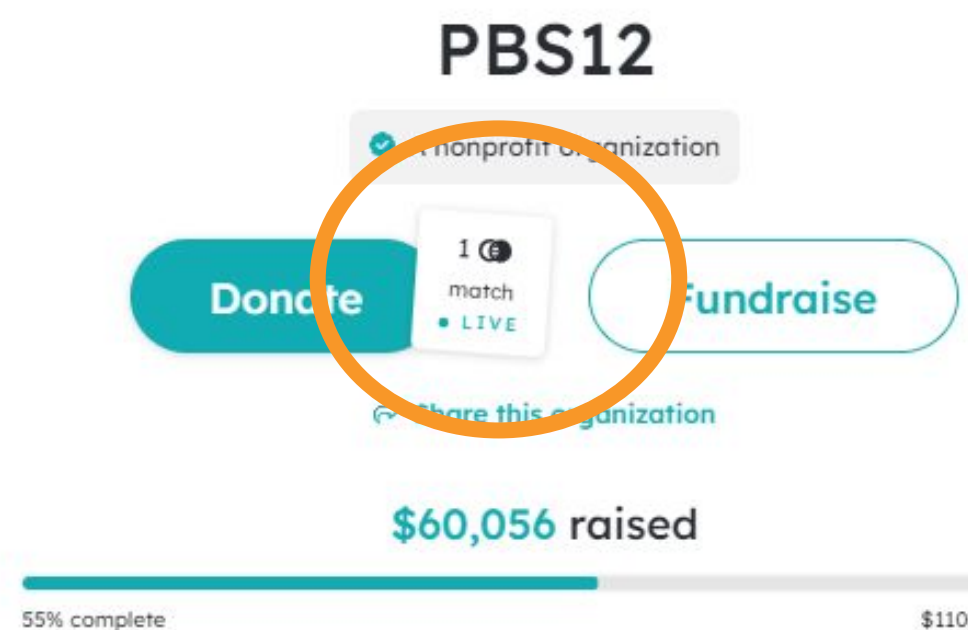 PBS12
A nonprofit organization
Donate
1
match
• LIVE
Fundraise
Share this organization
$60,056 raised
55% complete
$110